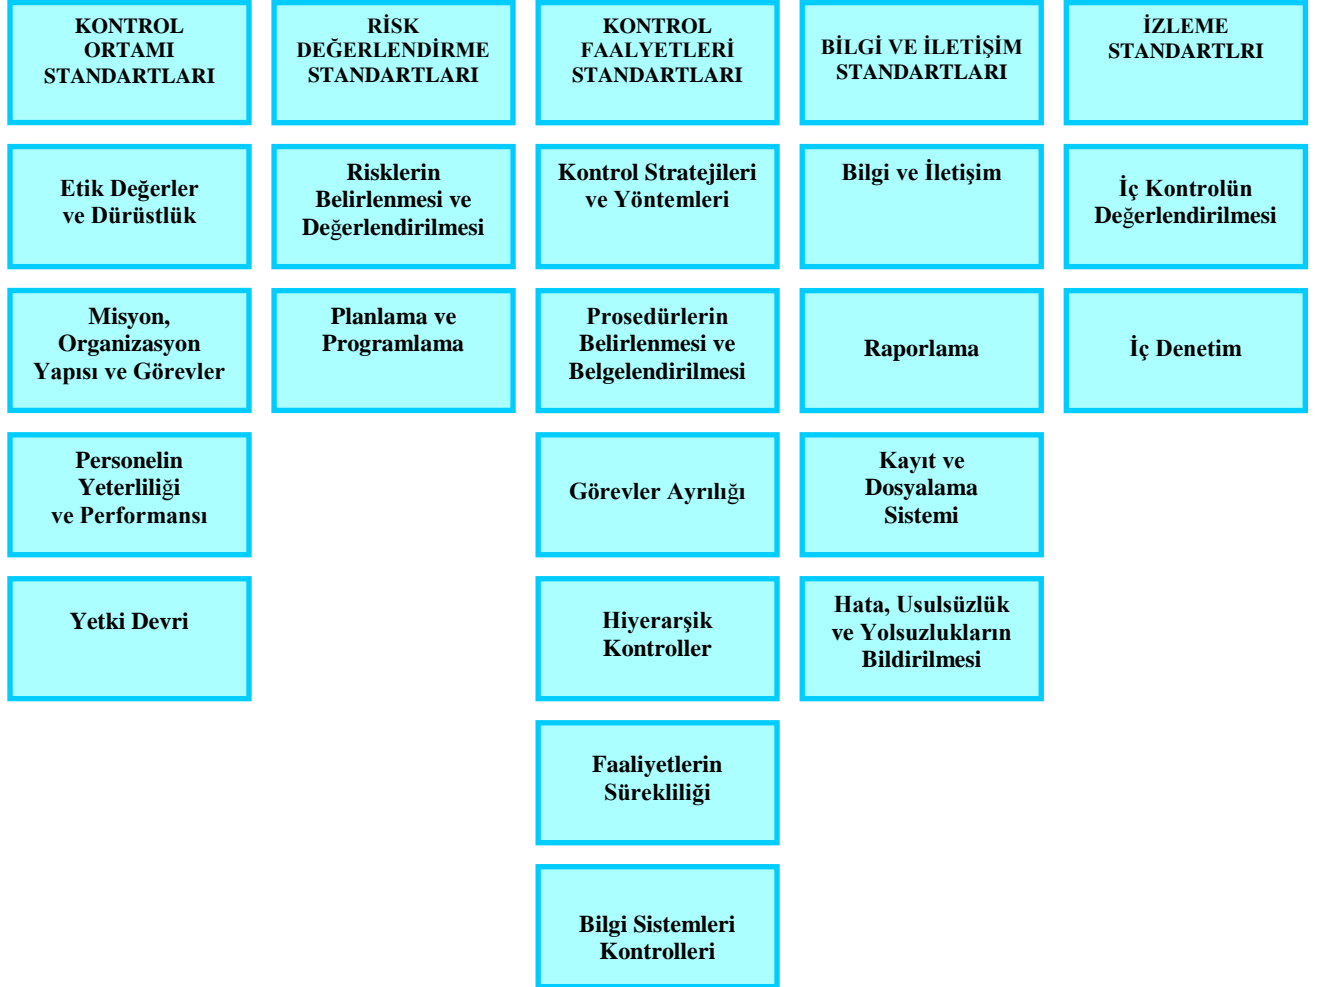 KONTROL
ORTAMI
STANDARTLARI
RİSK
DEĞERLENDİRME
STANDARTLARI
KONTROL
FAALYETLERİ
STANDARTLARI
BİLGİ VE İLETİŞİM
STANDARTLARI
İZLEME
STANDARTLRI
Etik Değerler
ve Dürüstlük
Risklerin
Belirlenmesi ve
Değerlendirilmesi
Kontrol Stratejileri
ve Yöntemleri
Bilgi ve İletişim
İç Kontrolün
Değerlendirilmesi
Misyon,
Organizasyon
Yapısı ve Görevler
Planlama ve
Programlama
Prosedürlerin
Belirlenmesi ve
Belgelendirilmesi
Raporlama
İç Denetim
Personelin
Yeterliliği
ve Performansı
Görevler Ayrılığı
Kayıt ve
Dosyalama
Sistemi
Yetki Devri
Hiyerarşik
Kontroller
Hata, Usulsüzlük
ve Yolsuzlukların
Bildirilmesi
Faaliyetlerin
Sürekliliği
Bilgi Sistemleri
Kontrolleri